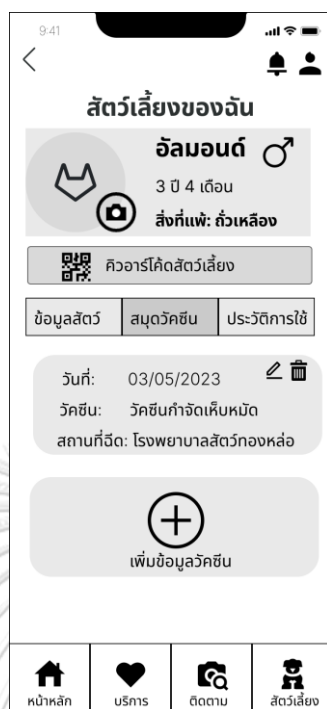 9:41
สัตว์เลี้ยงของฉัน
อัลมอนด์
3 ปี 4 เดือน
สิ่งที่แพ้: ถั่วเหลือง
คิวอาร์โค้ดสัตว์เลี้ยง
ข้อมูลสัตว์ สมุดวัคซีน ประวัติการใช้
วันที่: 03/05/2023
วัคซีน: วัคซีนกำจัดเห็บหมัด
สถานที่ฉีด: โรงพยาบาลสัตว์ทองหล่อ
เพิ่มข้อมูลวัคซีน
หน้าหลัก บริการ ติดตาม สัตว์เลี้ยง